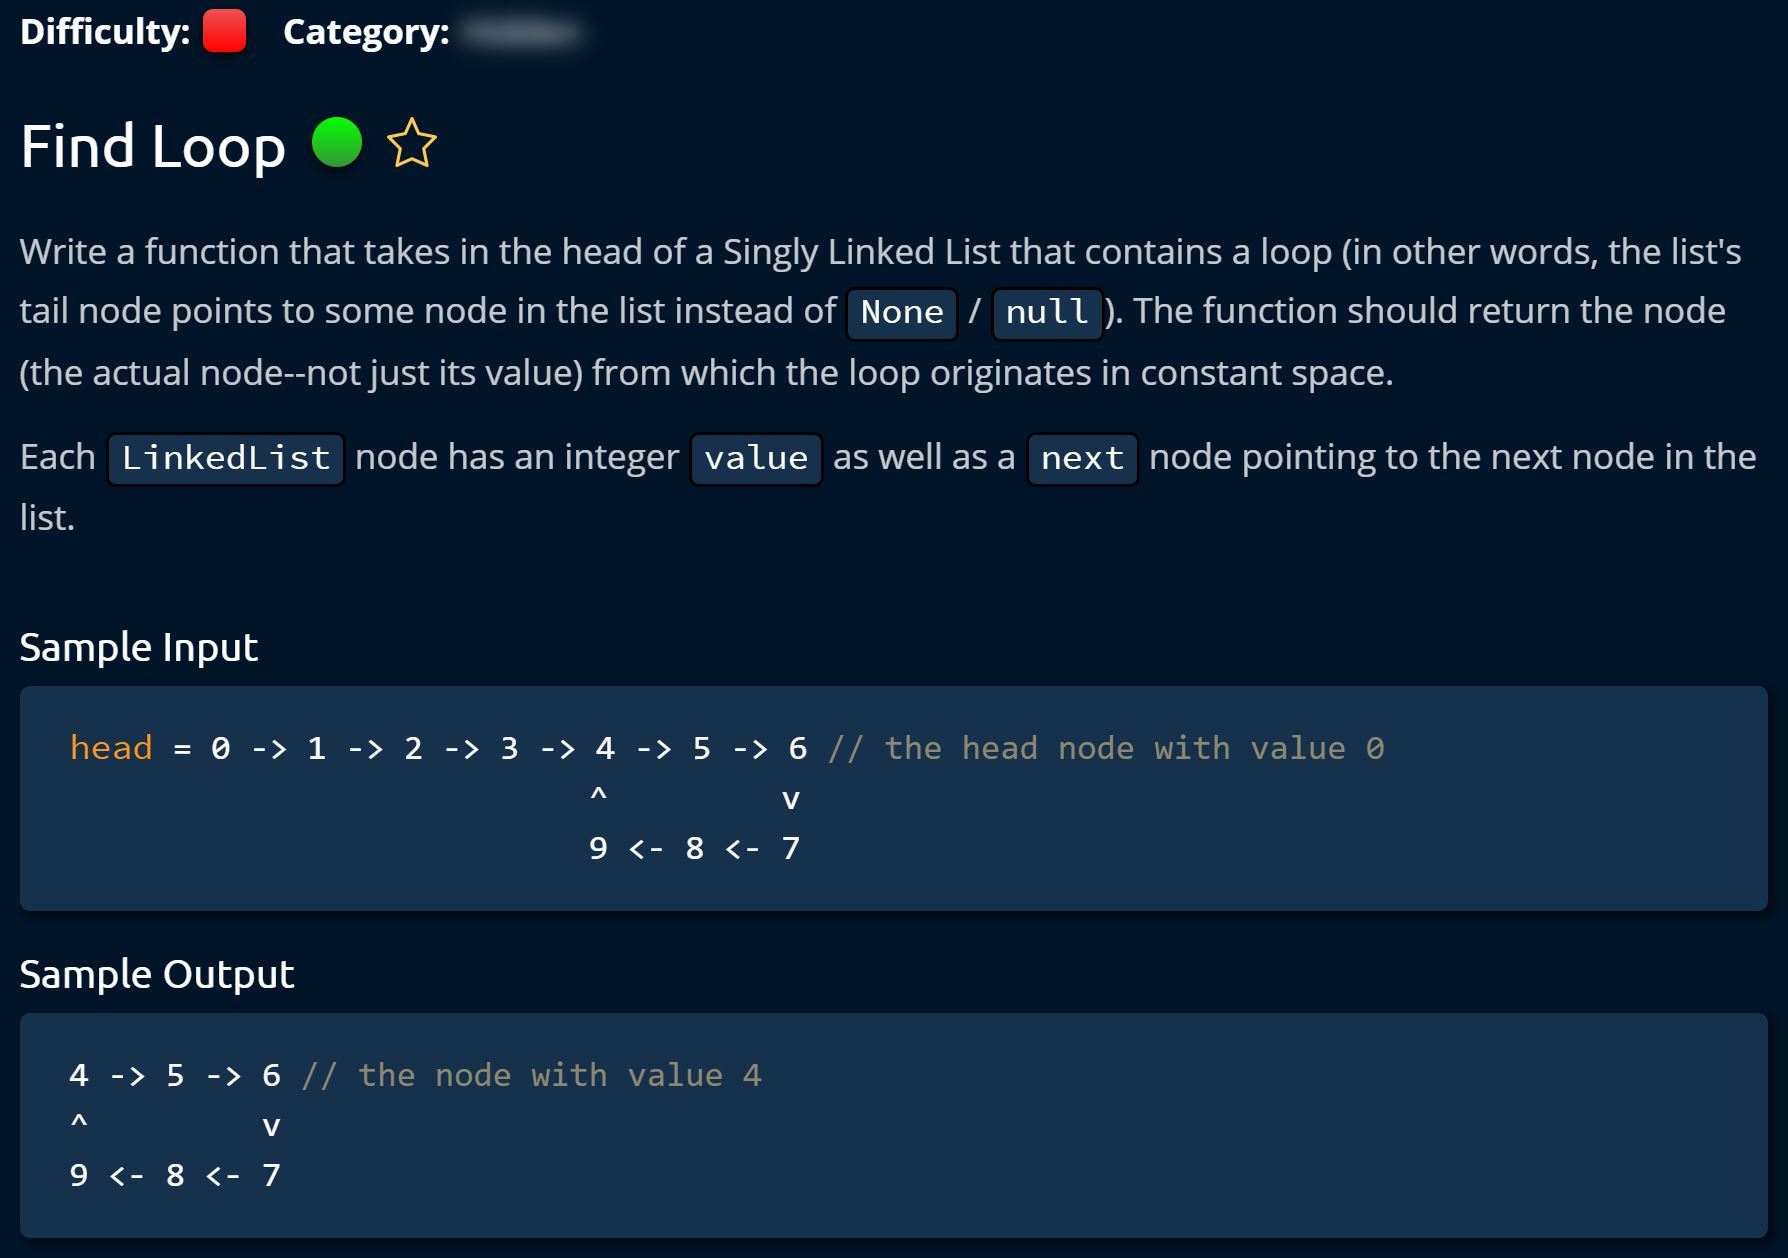 Difficulty: Category:
Find Loop
Write a function that takes in the head of a Singly Linked List that contains a loop (in other words, the list's
tail node points to some node in the list instead of None / null ). The function should return the node
(the actual node--not just its value) from which the loop originates in constant space.
Each LinkedList node has an integer value as well as a next node pointing to the next node in the
list.
Sample Input
head = 0 -> 1 -> 2 -> 3 -> 4 -> 5 -> 6 // the head node with value 0
^ v
9 <- 8 <- 7
Sample Output
4 -> 5 -> 6 // the node with value 4
^ v
9 <- 8 <- 7